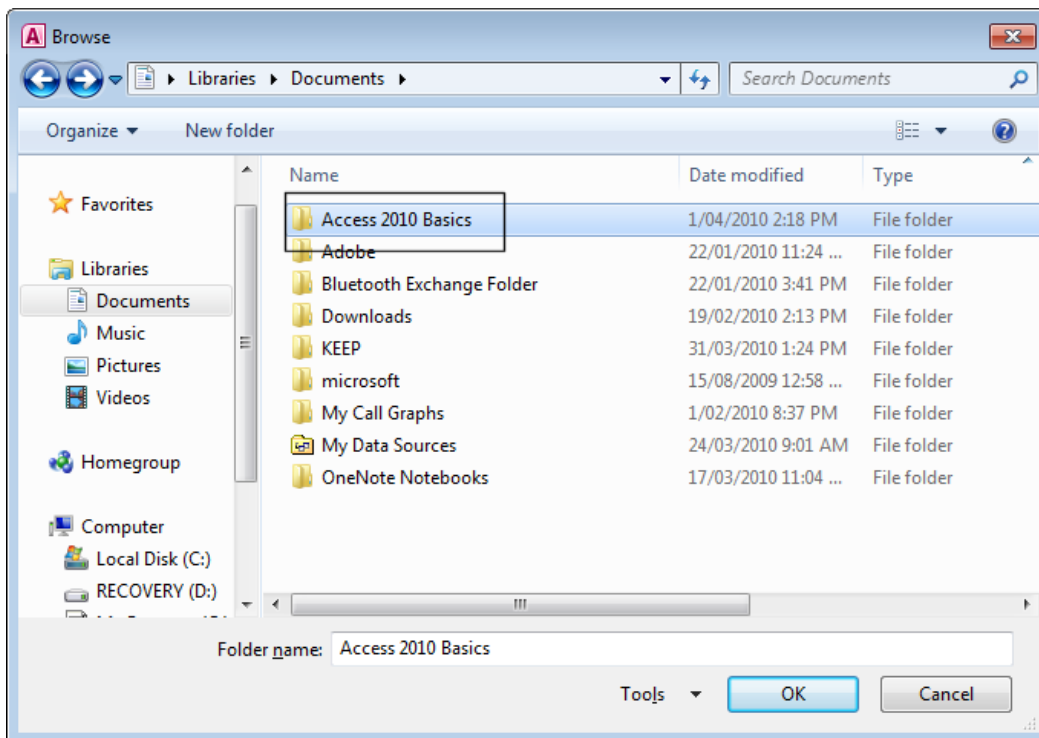 A Browse
Libraries Documents
Search Documents
Organize New folder
Name Date modified Type
Favorites
Libraries
Documents
Music
Pictures
Videos
Homegroup
Computer
Local Disk (C:)
RECOVERY (D:)
Access 2010 Basics 1/04/2010 2:18 PM File folder
Adobe 22/01/2010 11:24 ... File folder
Bluetooth Exchange Folder 22/01/2010 3:41 PM File folder
Downloads 19/02/2010 2:13 PM File folder
KEEP 31/03/2010 1:24 PM File folder
microsoft 15/08/2009 12:58 ... File folder
My Call Graphs 1/02/2010 8:37 PM File folder
My Data Sources 24/03/2010 9:01 AM File folder
OneNote Notebooks 17/03/2010 11:04 ... File folder
Folder name: Access 2010 Basics
Tools OK Cancel